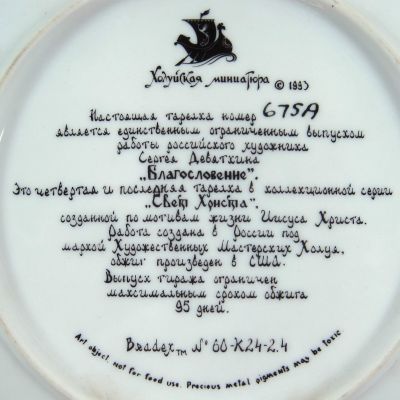 Холуйская миниатюра © 1993
Настоящая тарелка номер 675A
является единственным ограниченным выпуском
работы российского художника
Сергея Деваткина
„Благословение".
Это четвертая и последняя тарелка в коллекционной серии
„Свет Христа".
созданной по мотивам жизни Иисуса Христа.
Работа создана в России под
маркой Художественных Мастерских Холуа,
обжиг произведен в США.
Выпуск тиража ограничен
максимальным сроком обжига
95 дней.
Bradex™ № 60-K24-2.4
Art object, not for food use. Precious metal pigments may be toxic